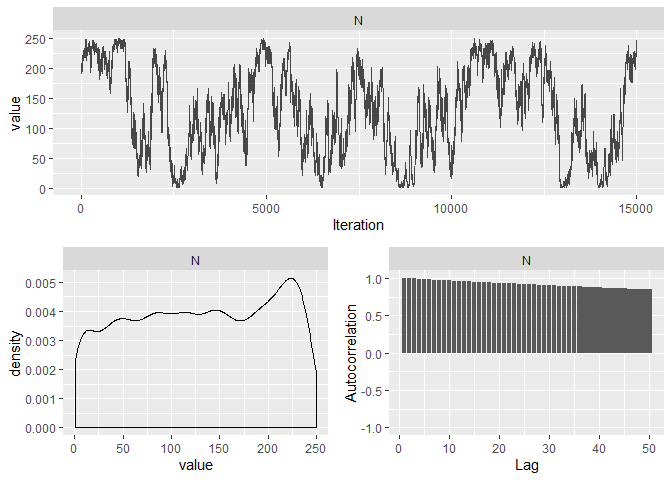 N
250
200
150
100
50
0
value
0 5000 10000 15000
Iteration
N
0.005
0.004
0.003
0.002
0.001
0.000
density
0 50 100 150 200 250
value
N
1.0
0.5
0.0
-0.5
-1.0
Autocorrelation
0 10 20 30 40 50
Lag